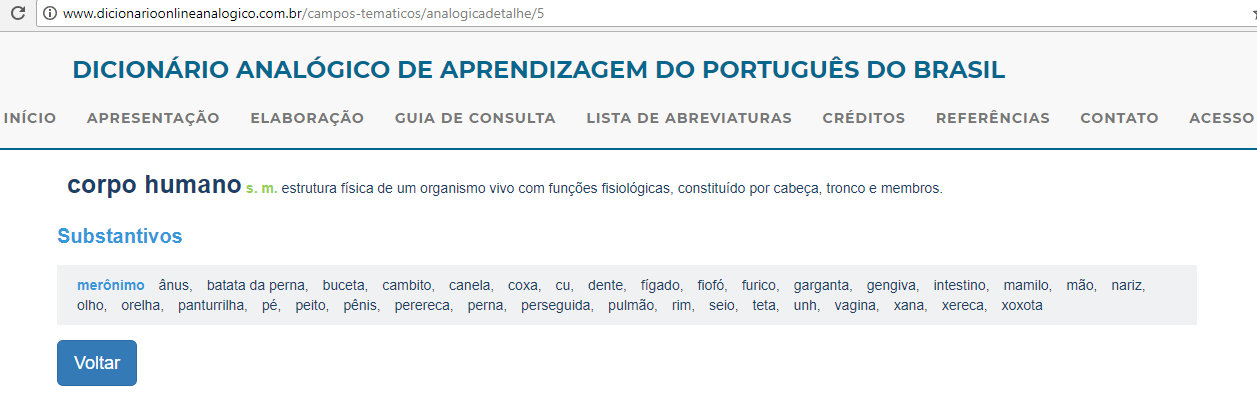 www.dicionarioonlineanalogico.com.br/campos-tematicos/analogicadetalhe/5
DICIONÁRIO ANALÓGICO DE APRENDIZAGEM DO PORTUGUÊS DO BRASIL
INÍCIO APRESENTAÇÃO ELABORAÇÃO GUIA DE CONSULTA LISTA DE ABREVIATURAS CRÉDITOS REFERÊNCIAS CONTATO ACESSO
corpo humano s. m. estrutura física de um organismo vivo com funções fisiológicas, constituído por cabeça, tronco e membros.
Substantivos
merônimo ânus, batata da perna, buceta, cambito, canela, coxa, cu, dente, fígado, fiofó, furico, garganta, gengiva, intestino, mamilo, mão, nariz,
olho, orelha, panturrilha, pé, peito, pênis, perereca, perna, perseguida, pulmão, rim, seio, teta, unh, vagina, xana, xereca, xoxota
Voltar